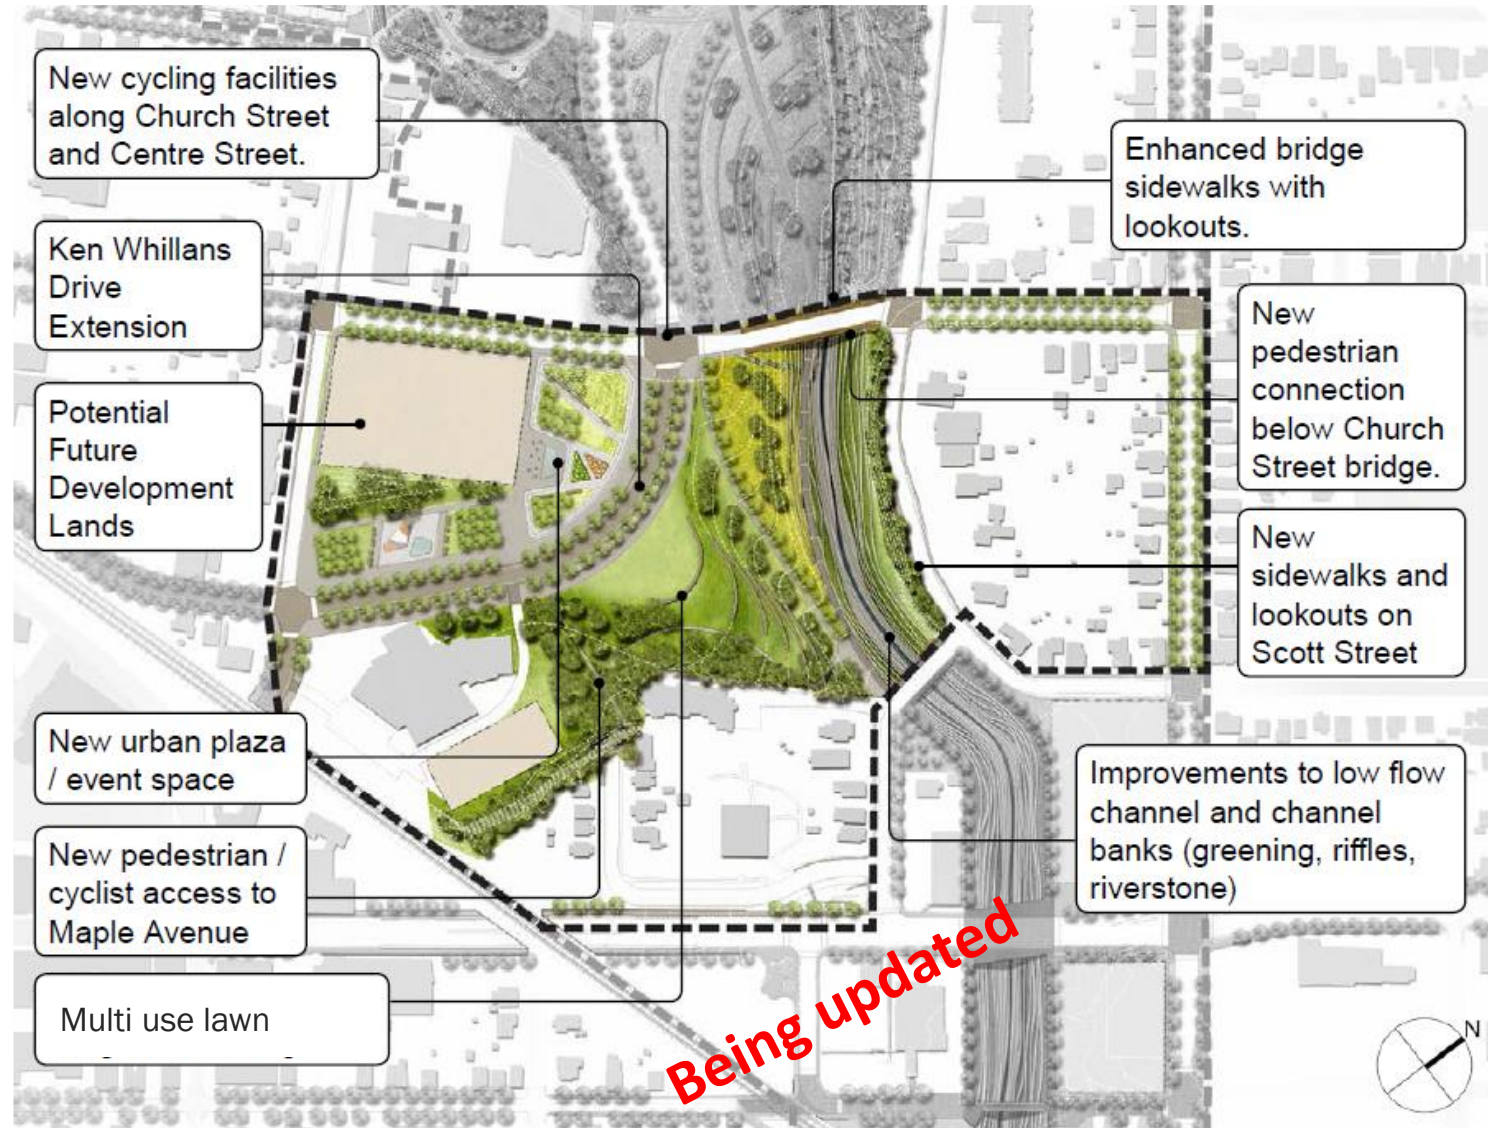 New cycling facilities
along Church Street
and Centre Street.
Ken Whillans
Drive
Extension
Potential
Future
Development
Lands
New urban plaza
/ event space
New pedestrian /
cyclist access to
Maple Avenue
Multi use lawn
Enhanced bridge
sidewalks with
lookouts.
New
pedestrian
connection
below Church
Street bridge.
New
sidewalks and
lookouts on
Scott Street
Improvements to low flow
channel and channel
banks (greening, riffles,
riverstone)
Being updated
N